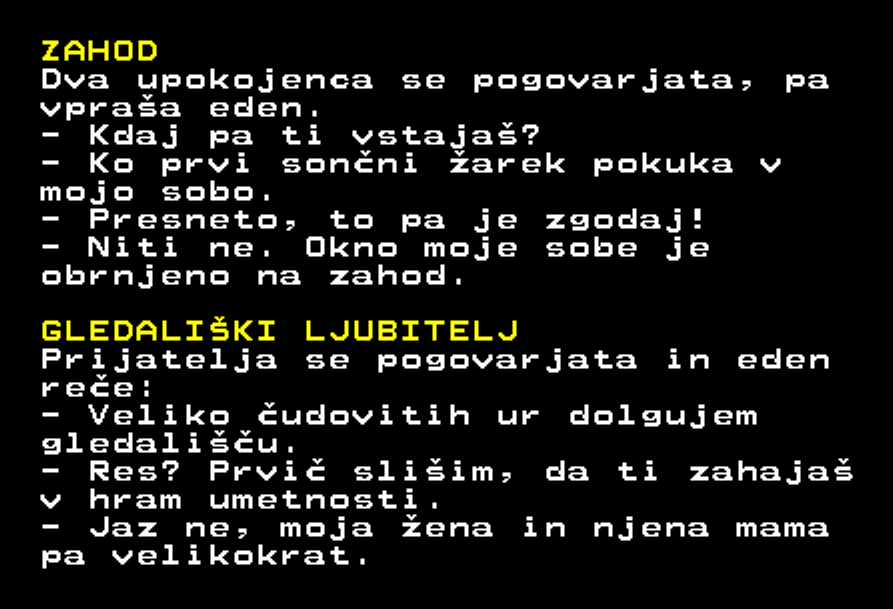 ZAHOD
Dva upokojenca se pogovarjata, pa
vpraša eden.
- Kdaj pa ti vstajaš?
- Ko prvi sončni žarek pokuka v
mojo sobo.
- Presneto, to pa je zgodaj!
- Niti ne. Okno moje sobe je
obrnjeno na zahod.
GLEDALIŠKI LJUBITELJ
Prijatelja se pogovarjata in eden
reče:
- Veliko čudovitih ur dolgujem
gledališču.
- Res? Prvič slišim, da ti zahajaš
v hram umetnosti.
- Jaz ne, moja žena in njena mama
pa velikokrat.